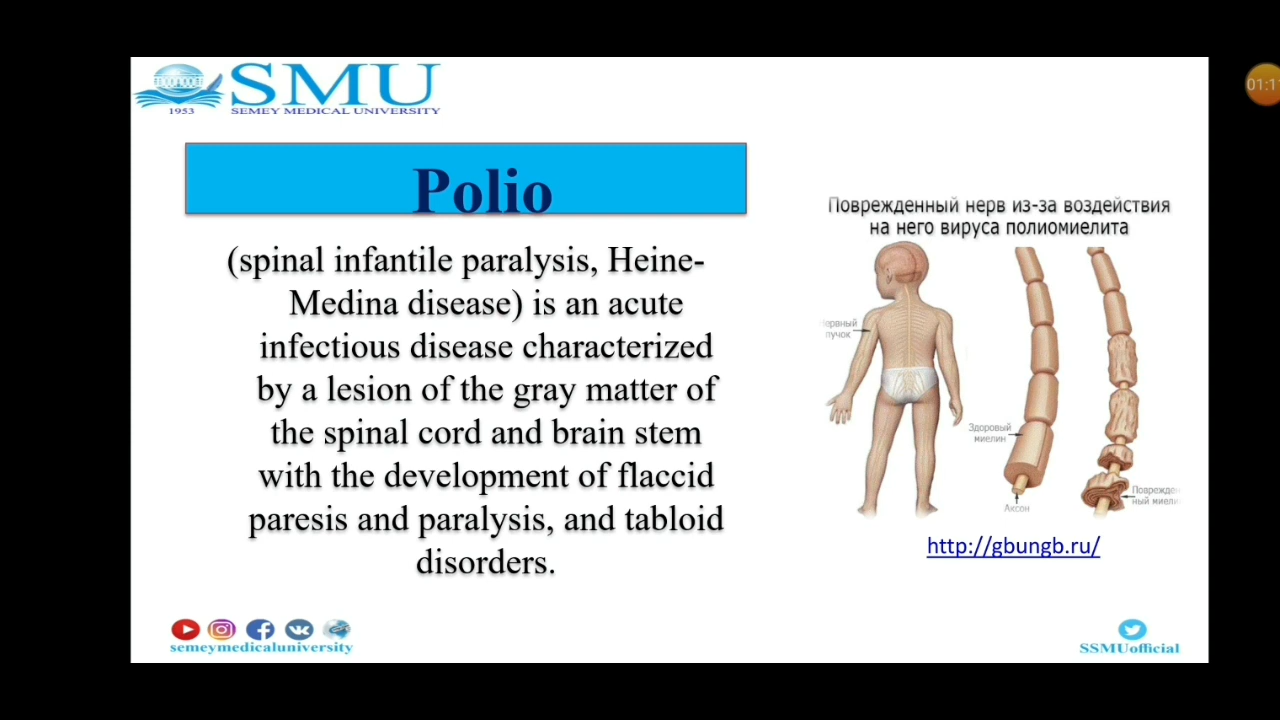 SMU
1953
SEMEY MEDICAL UNIVERSITY
01:11
Polio
(spinal infantile paralysis, Heine-
Medina disease) is an acute
infectious disease characterized
by a lesion of the gray matter of
the spinal cord and brain stem
with the development of flaccid
paresis and paralysis, and tabloid
disorders.
Поврежденный нерв из-за воздействия
на него вируса полиомиелита
пучок
Здоровый
миелин
Аксон
http://gbungb.ru/
semeymedicaluniversity
SSMUofficial